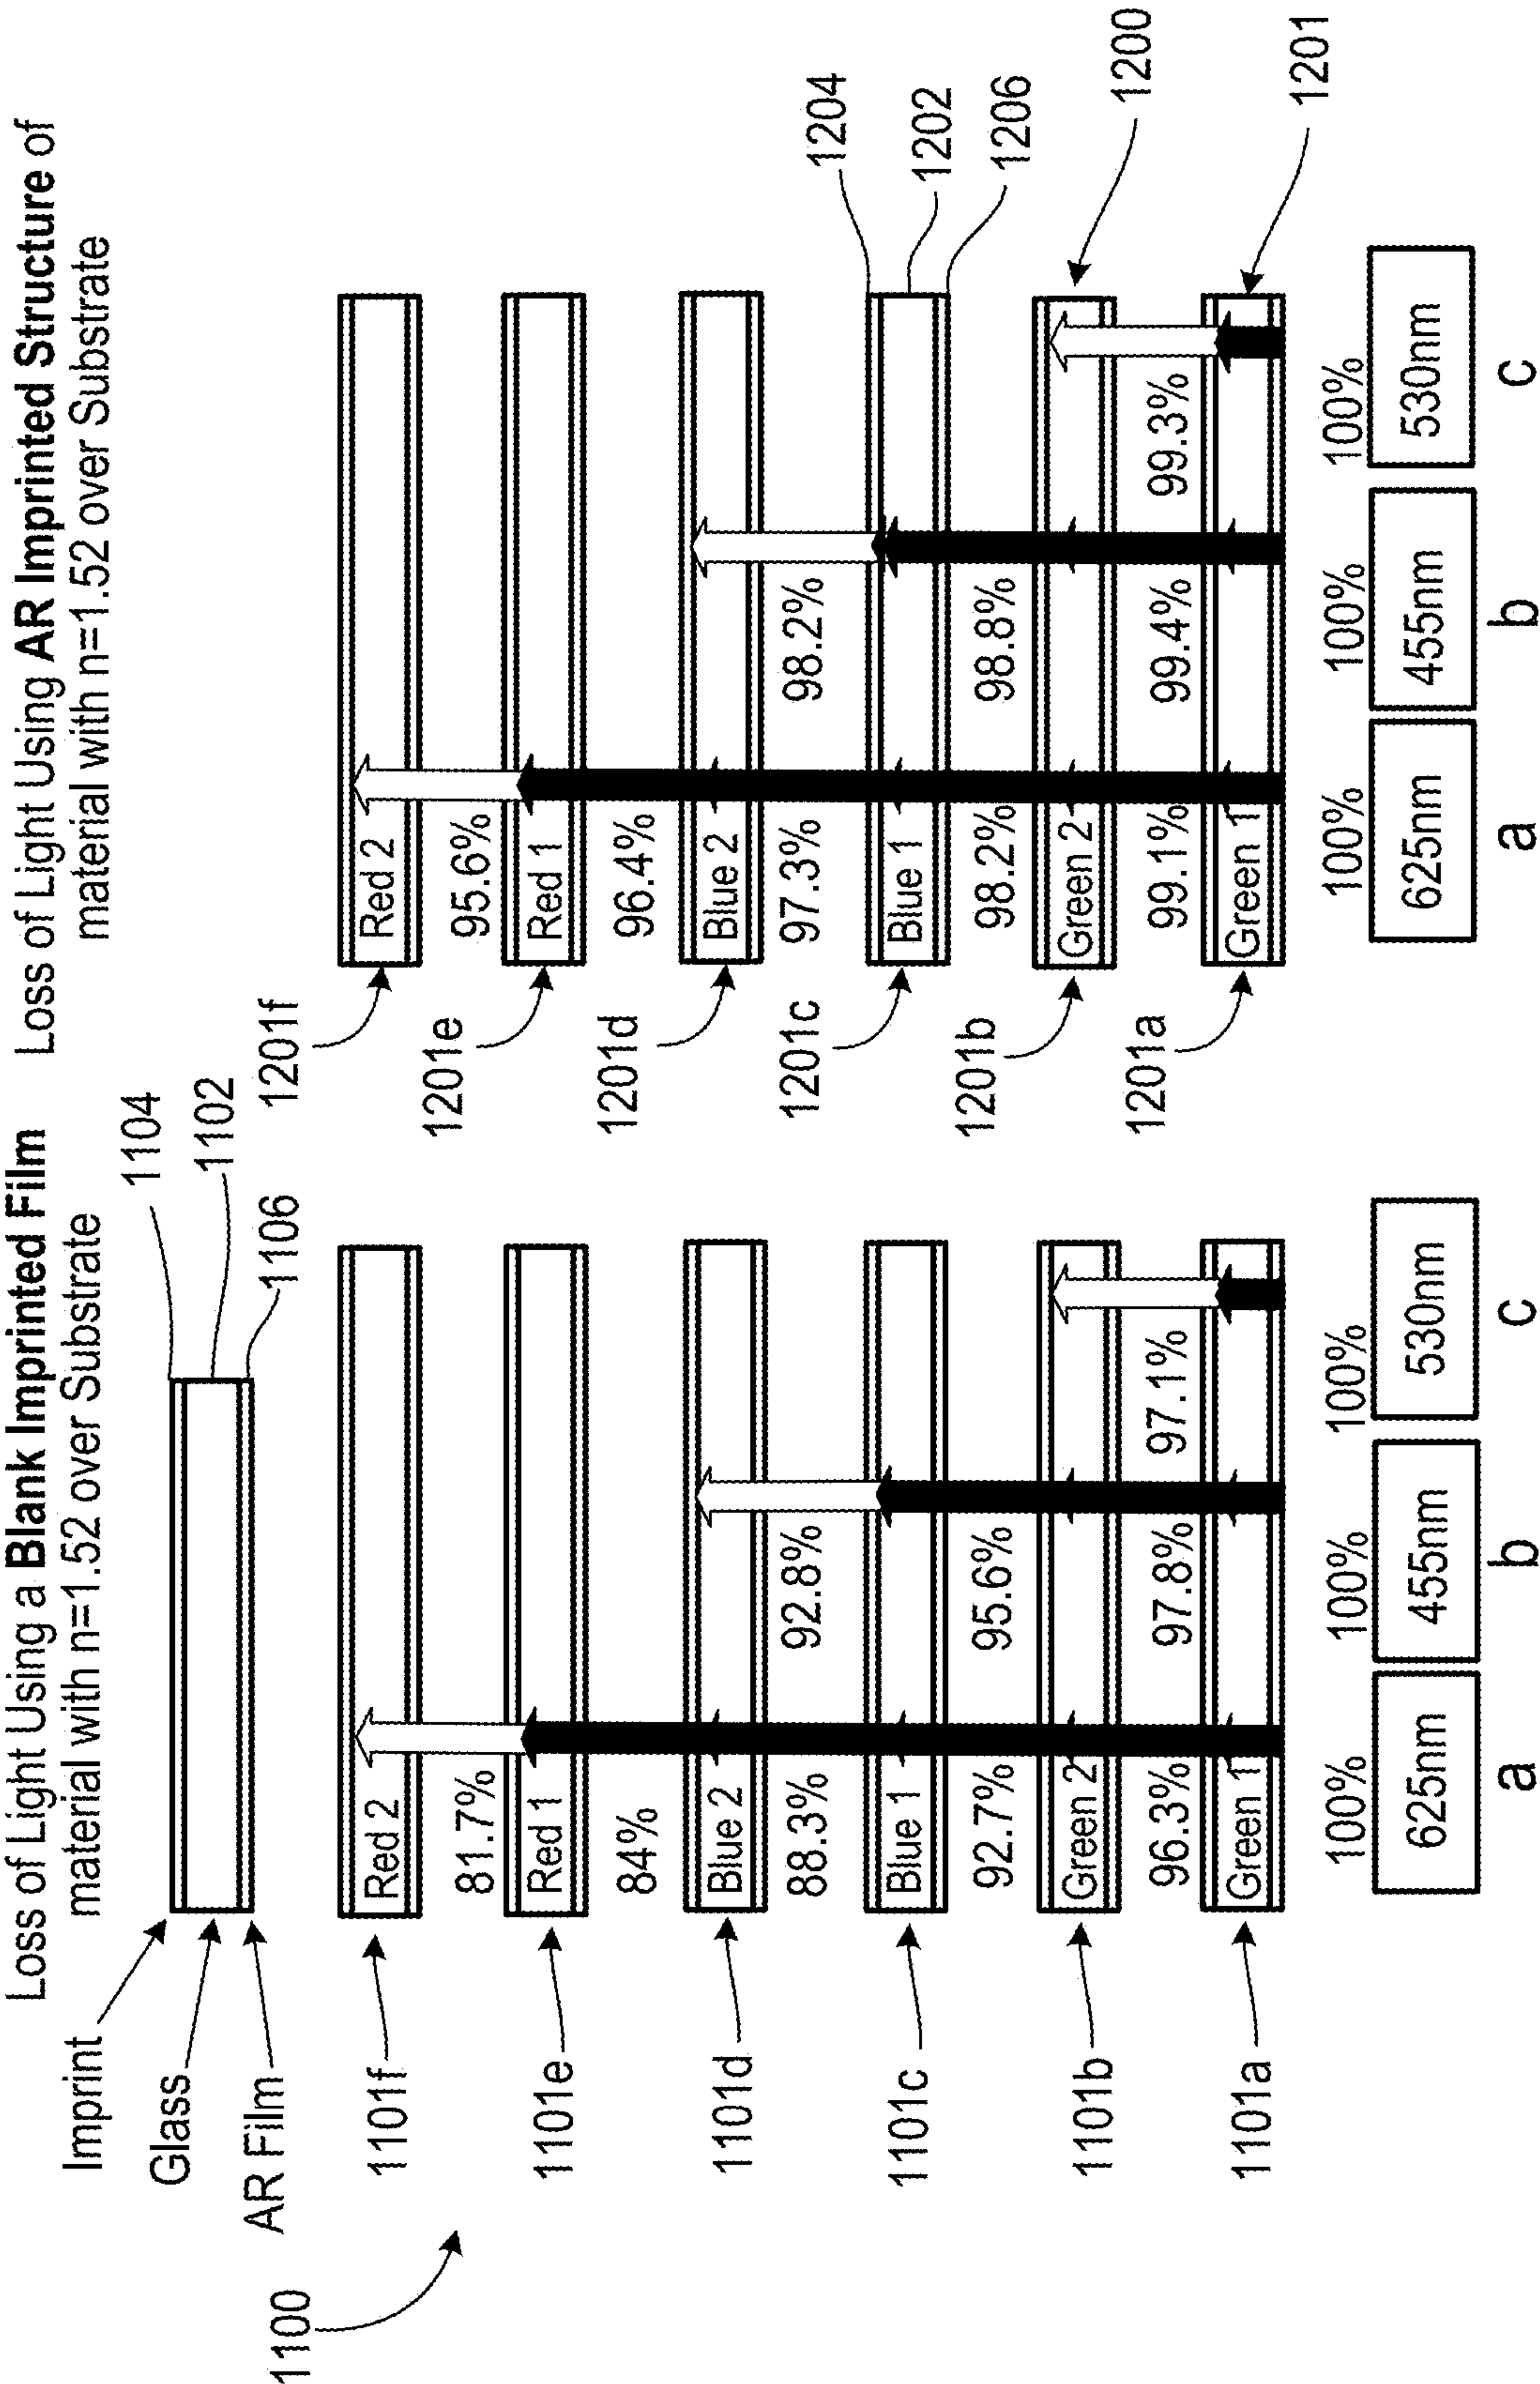 Loss of Light Using a Blank Imprinted Film
material with n=1.52 over Substrate
Imprint
Glass
AR Film
1104
1102
1106
1100
1101f
Red 2
81.7%
1101e
Red 1
84%
1101d
Blue 2
88.3%
92.8%
1101c
Blue 1
92.7%
95.6%
1101b
Green 2
96.3%
97.8%
97.1%
1101a
Green 1
100%
100%
100%
625nm
455nm
530nm
a
b
c
Loss of Light Using AR Imprinted Structure of
material with n=1.52 over Substrate
1201f
Red 2
95.6%
1201e
Red 1
96.4%
1201d
Blue 2
97.3%
98.2%
1204
1202
1206
1201c
Blue 1
98.2%
98.8%
1200
1201b
Green 2
99.1%
99.4%
99.3%
1201
1201a
Green 1
100%
100%
100%
625nm
455nm
530nm
a
b
c